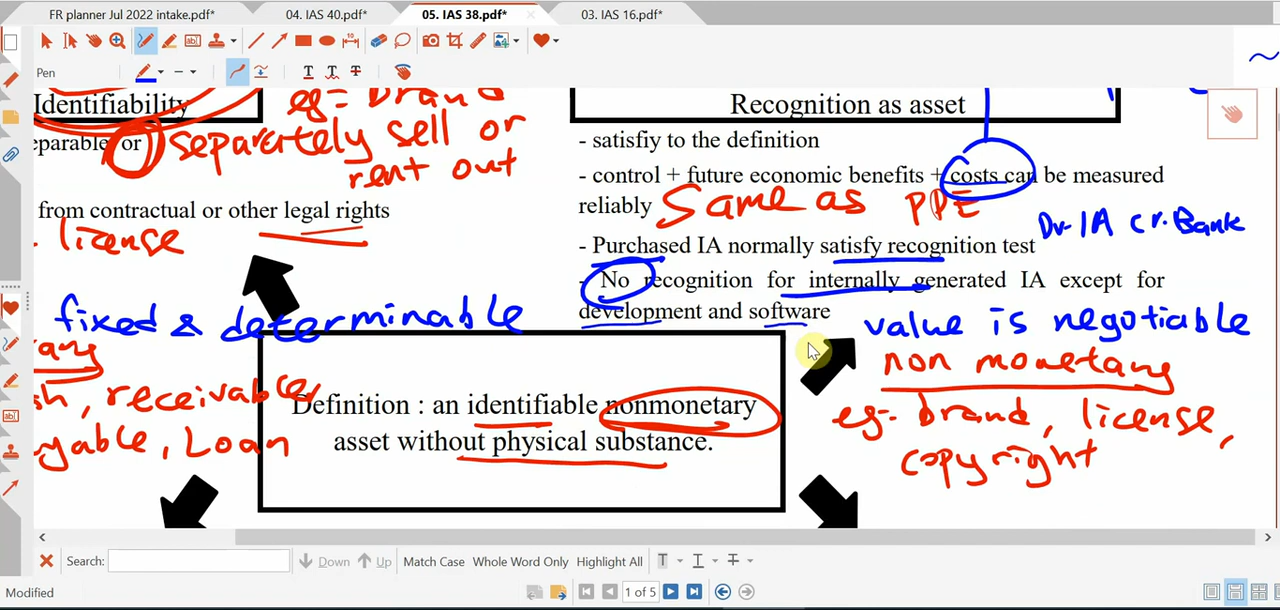 FR planner Jul 2022 intake.pdf*
04. IAS 40.pdf*
05. IAS 38.pdf*
03. IAS 16.pdf*
Pen
Identifiability
eg= brand
eparable or
separately sell or
rent out
from contractual or other legal rights
license
fixed & determinable
receivables
Loan
Definition : an identifiable nonmonetary
asset without physical substance.
Recognition as asset
- satisfiy to the definition
- control + future economic benefits + costs can be measured
reliably
Same as PPE
Dr-IA Cr.Bank
- Purchased IA normally satisfy recognition test
- No recognition for internally generated IA except for
development and software
value is negotiable
non monetary
eg- brand, license,
copyright
Search:
Down
Up
Match Case
Whole Word Only
Highlight All
Modified
1 of 5